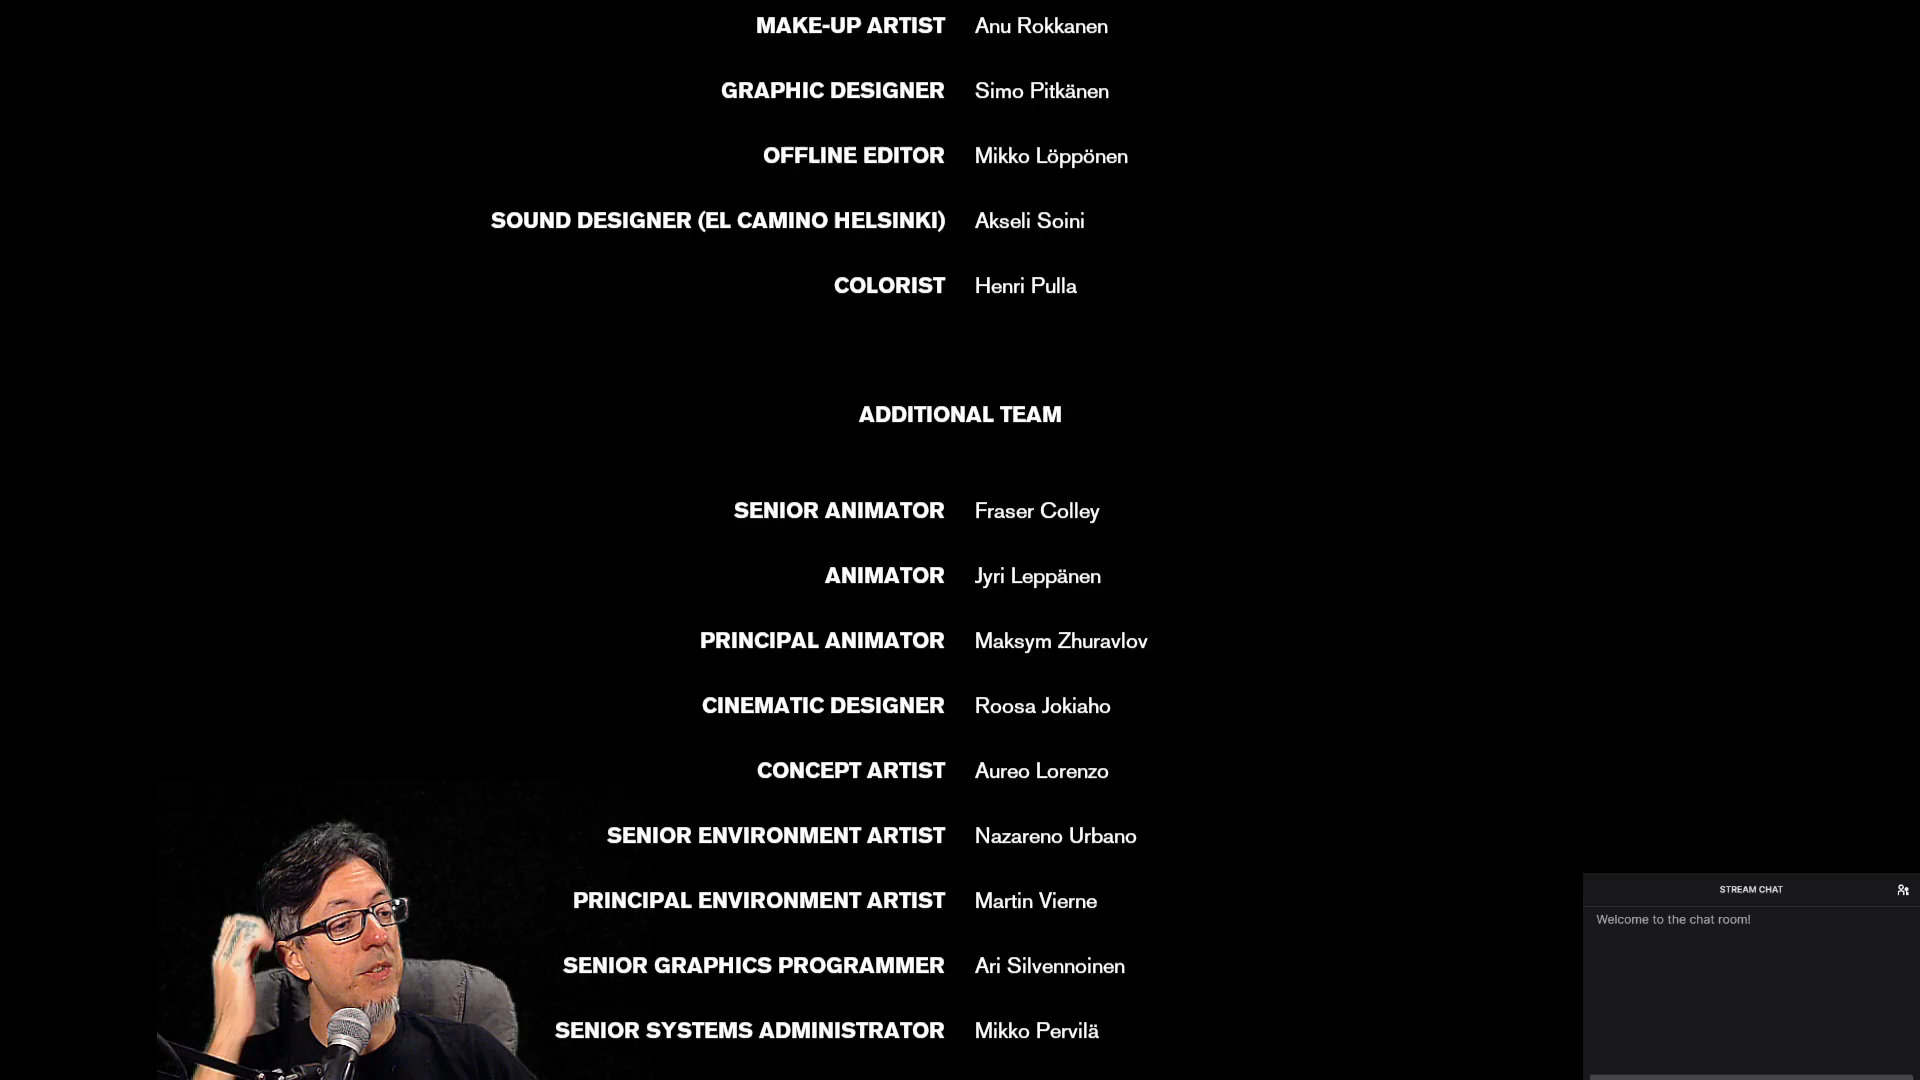 MAKE-UP ARTIST Anu Rokkanen
GRAPHIC DESIGNER Simo Pitkänen
OFFLINE EDITOR Mikko Löppönen
SOUND DESIGNER (EL CAMINO HELSINKI) Akseli Soini
COLORIST Henri Pulla
ADDITIONAL TEAM
SENIOR ANIMATOR Fraser Colley
ANIMATOR Jyri Leppänen
PRINCIPAL ANIMATOR Maksym Zhuravlov
CINEMATIC DESIGNER Roosa Jokiaho
CONCEPT ARTIST Aureo Lorenzo
SENIOR ENVIRONMENT ARTIST Nazareno Urbano
PRINCIPAL ENVIRONMENT ARTIST Martin Vierne
SENIOR GRAPHICS PROGRAMMER Ari Silvennoinen
SENIOR SYSTEMS ADMINISTRATOR Mikko Pervilä
STREAM CHAT
Welcome to the chat room!